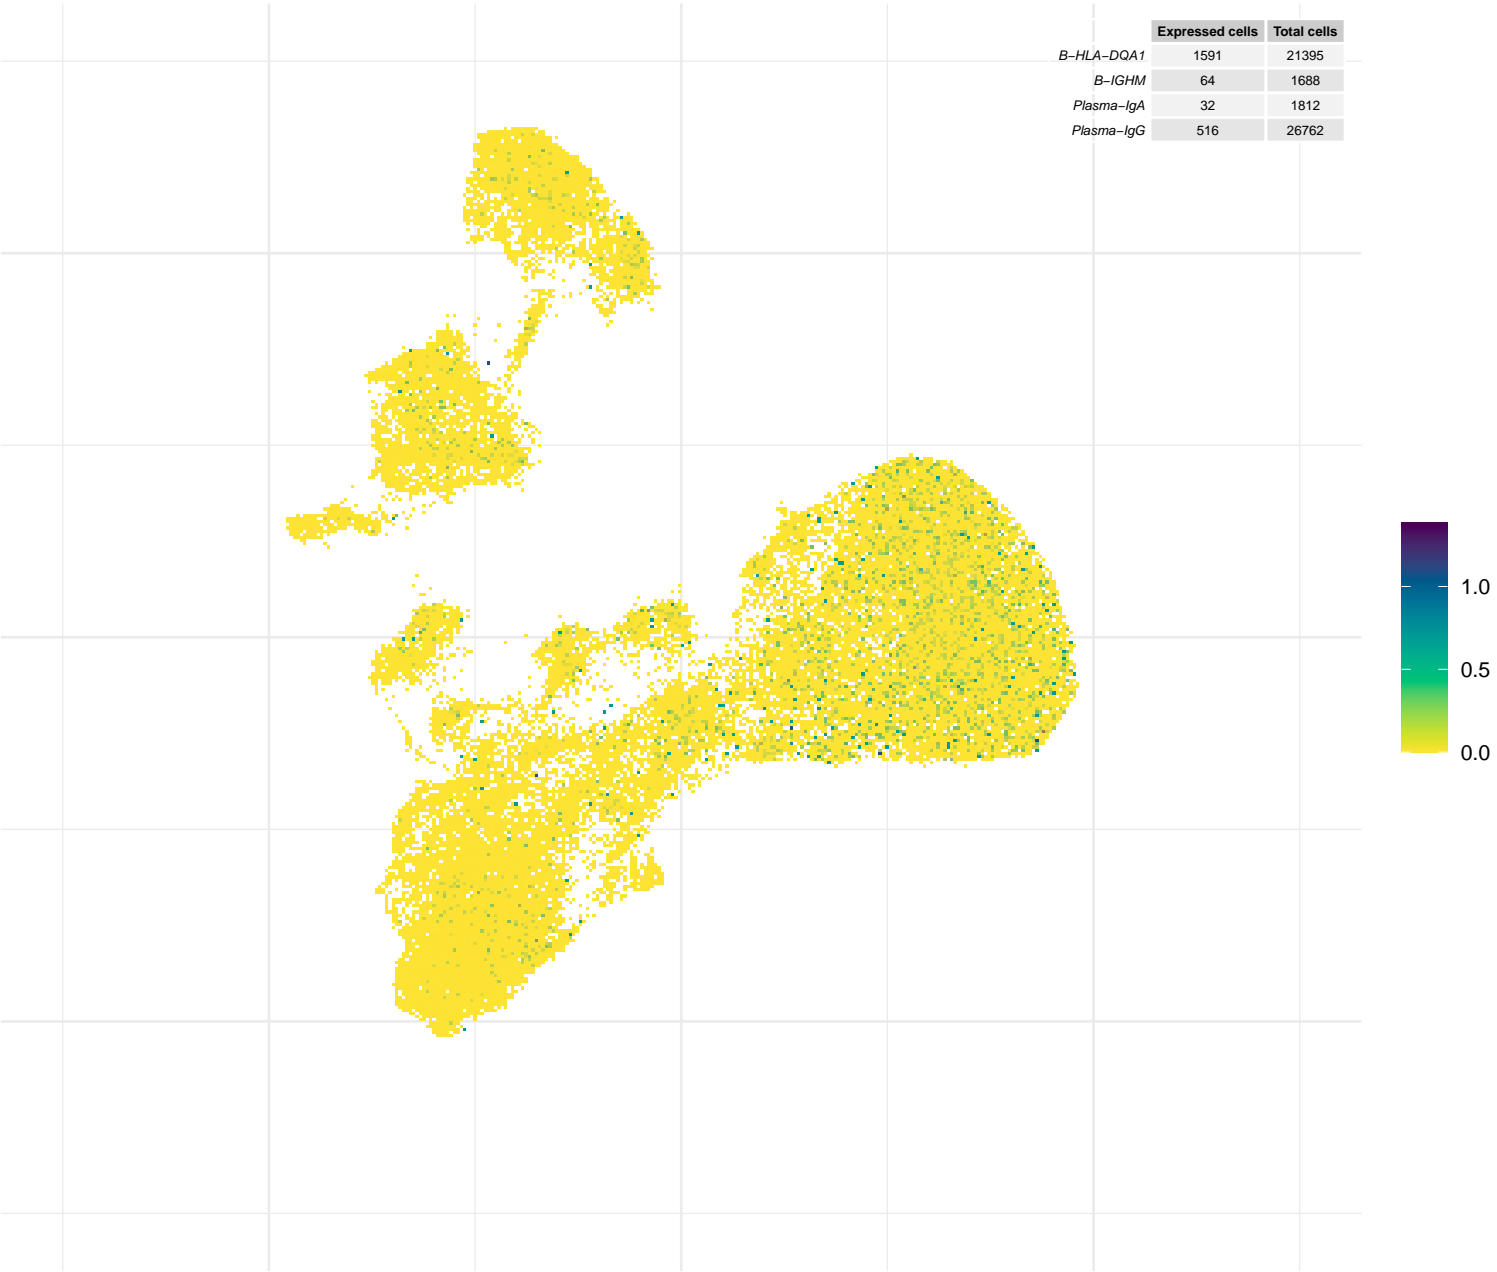 Expressed cells Total cells
B−HLA−DQA1 1591 21395
B−IGHM 64 1688
Plasma−IgA 32 1812
Plasma−IgG 516 26762
1.0
0.5
0.0